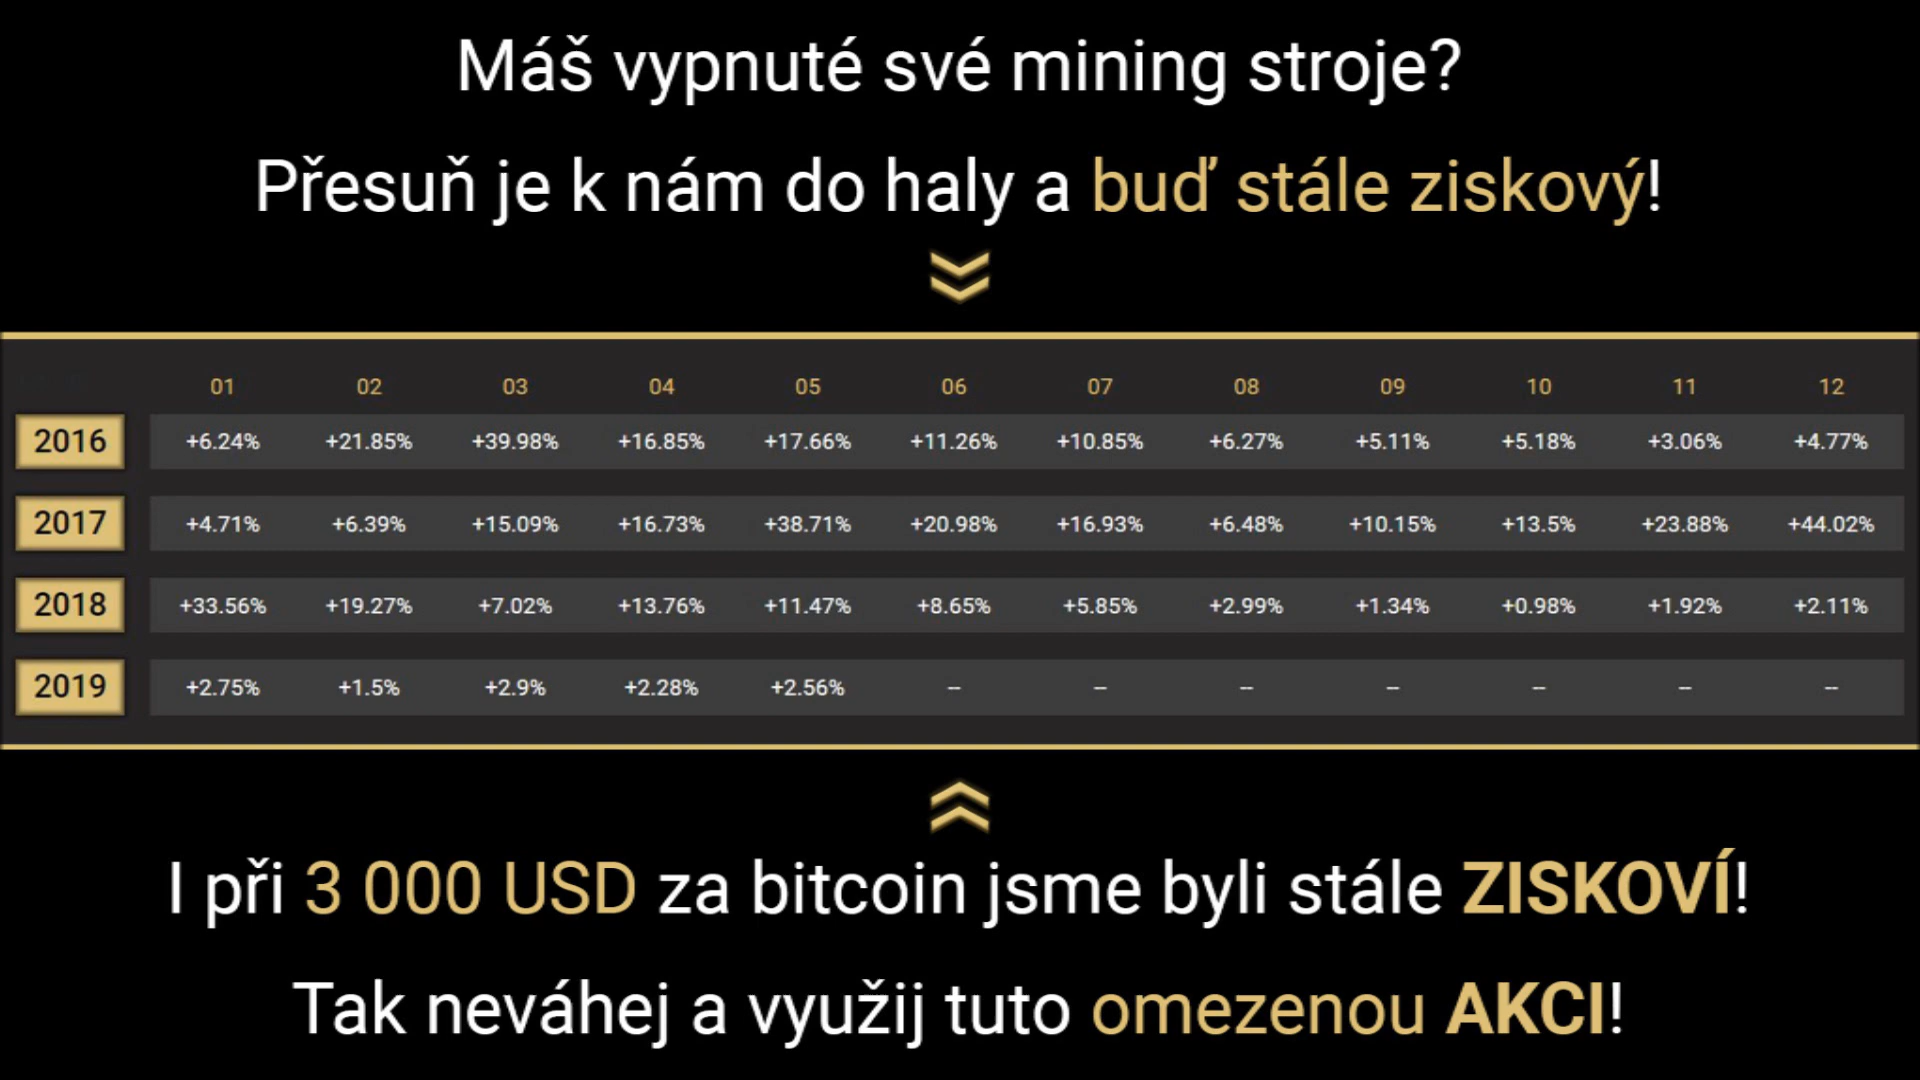 Máš vypnuté své mining stroje?
Přesuň je k nám do haly a buď stále ziskový!
01 02 03 04 05 06 07 08 09 10 11 12
2016 +6.24% +21.85% +39.98% +16.85% +17.66% +11.26% +10.85% +6.27% +5.11% +5.18% +3.06% +4.77%
2017 +4.71% +6.39% +15.09% +16.73% +38.71% +20.98% +16.93% +6.48% +10.15% +13.5% +23.88% +44.02%
2018 +33.56% +19.27% +7.02% +13.76% +11.47% +8.65% +5.85% +2.99% +1.34% +0.98% +1.92% +2.11%
2019 +2.75% +1.5% +2.9% +2.28% +2.56% – – – – – – –
I při 3 000 USD za bitcoin jsme byli stále ZISKOVÍ!
Tak neváhej a využij tuto omezenou AKCI!